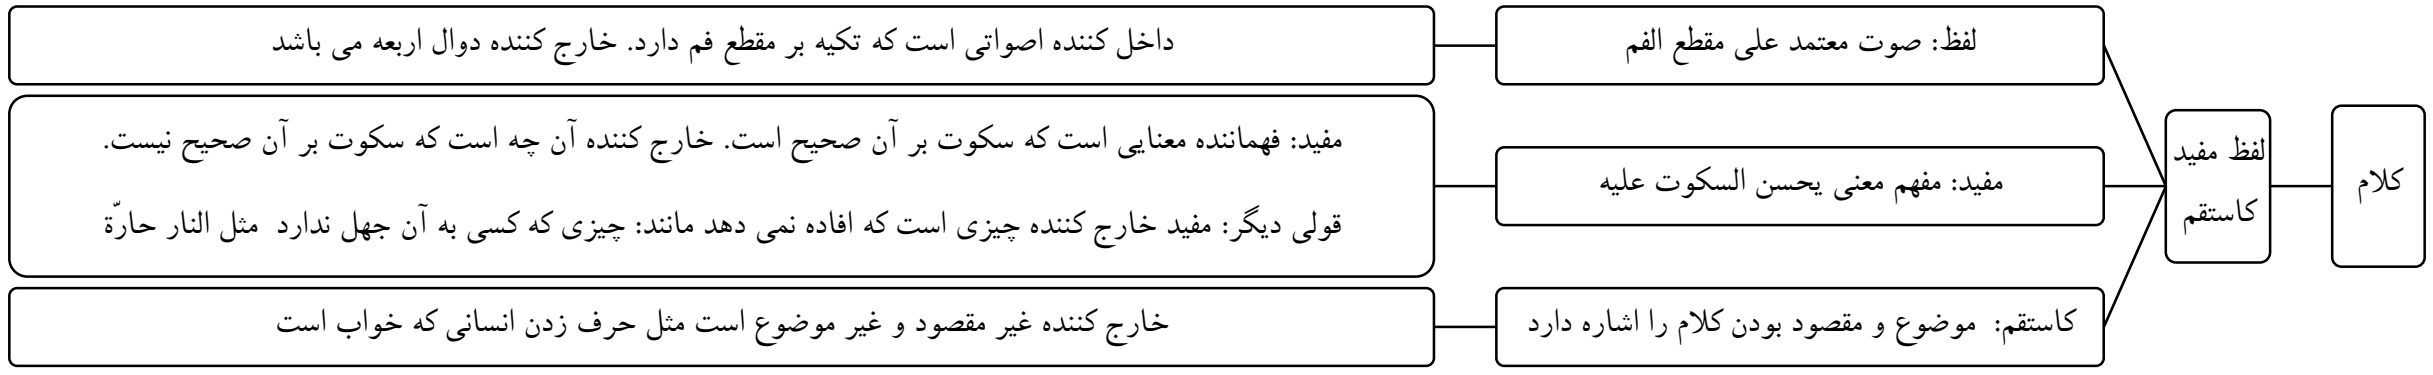 کلام
لفظ مفید
کاستقم
لفظ: صوت معتمد علی مقطع الفم
داخل کننده اصواتی است که تکیه بر مقطع فم دارد. خارج کننده دوال اربعه می باشد
مفید: مفهم معنی یحسن السکوت علیه
مفید: فهماننده معنایی است که سکوت بر آن صحیح است. خارج کننده آن چه است که سکوت بر آن صحیح نیست.
قولی دیگر: مفید خارج کننده چیزی است که افاده نمی دهد مانند: چیزی که کسی به آن جهل ندارد مثل النار حارّة
کاستقم: موضوع و مقصود بودن کلام را اشاره دارد
خارج کننده غیر مقصود و غیر موضوع است مثل حرف زدن انسانی که خواب است